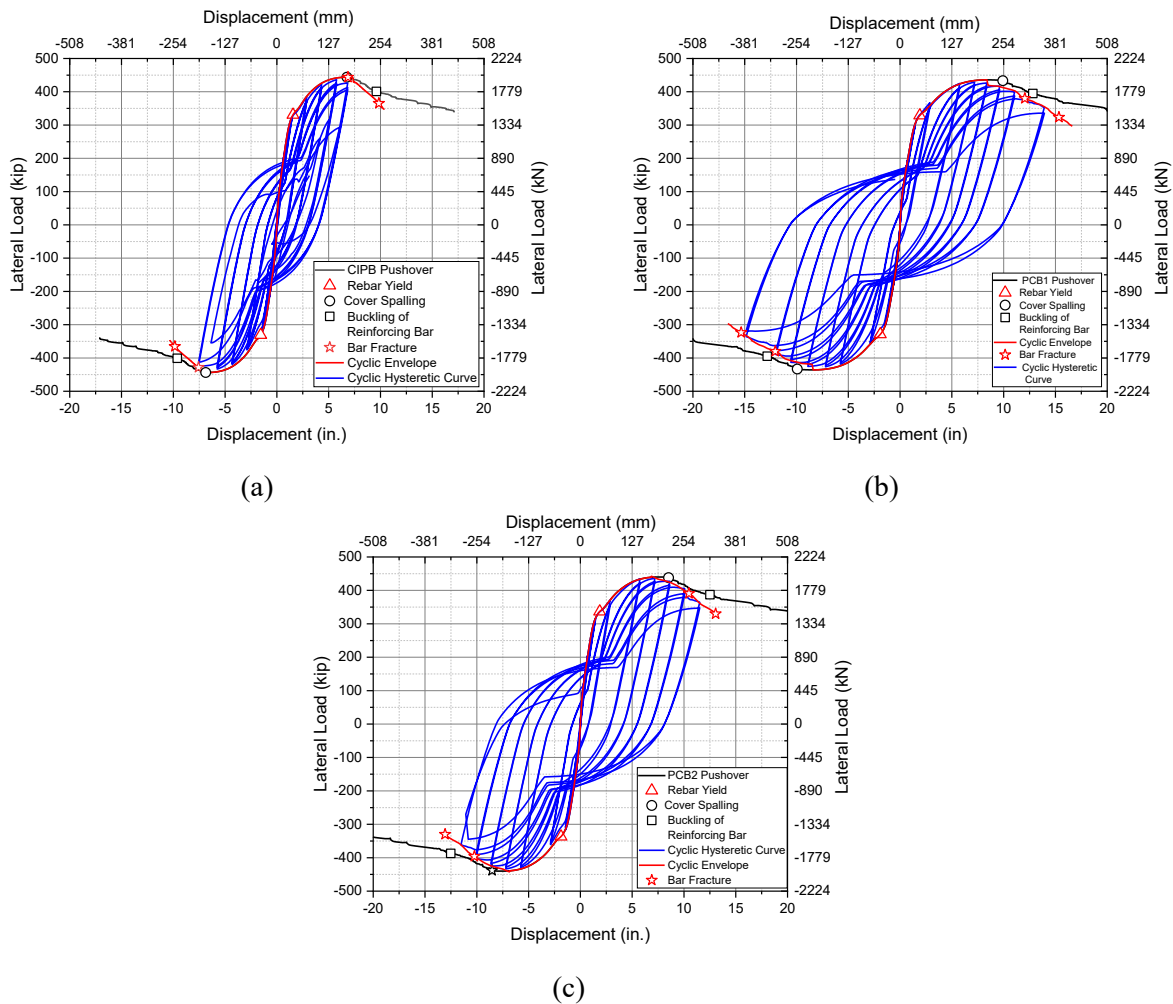 Displacement (mm)
-508 -381 -254 -127 0 127 254 381 508
500 400 300 200 100 0 -100 -200 -300 -400 -500
Lateral Load (kip)
2224 1779 1334 890 445 0 -445 -890 -1334 -1779 -2224
Lateral Load (kN)
CIPB Pushover
Rebar Yield
Cover Spalling
Buckling of
Reinforcing Bar
Bar Fracture
Cyclic Envelope
Cyclic Hysteretic Curve
-20 -15 -10 -5 0 5 10 15 20
Displacement (in.)
(a)
Displacement (mm)
-508 -381 -254 -127 0 127 254 381 508
500 400 300 200 100 0 -100 -200 -300 -400 -500
Lateral Load (kip)
2224 1779 1334 890 445 0 -445 -890 -1334 -1779 -2224
Lateral Load (kN)
PCB1 Pushover
Rebar Yield
Cover Spalling
Buckling of
Reinforcing Bar
Cyclic Envelope
Bar Fracture
Cyclic Hysteretic
Curve
-20 -15 -10 -5 0 5 10 15 20
Displacement (in)
(b)
Displacement (mm)
-508 -381 -254 -127 0 127 254 381 508
500 400 300 200 100 0 -100 -200 -300 -400 -500
Lateral Load (kip)
2224 1779 1334 890 445 0 -445 -890 -1334 -1779 -2224
Lateral Load (kN)
PCB2 Pushover
Rebar Yield
Cover Spalling
Buckling of
Reinforcing Bar
Cyclic Hysteretic Curve
Cyclic Envelope
Bar Fracture
-20 -15 -10 -5 0 5 10 15 20
Displacement (in.)
(c)